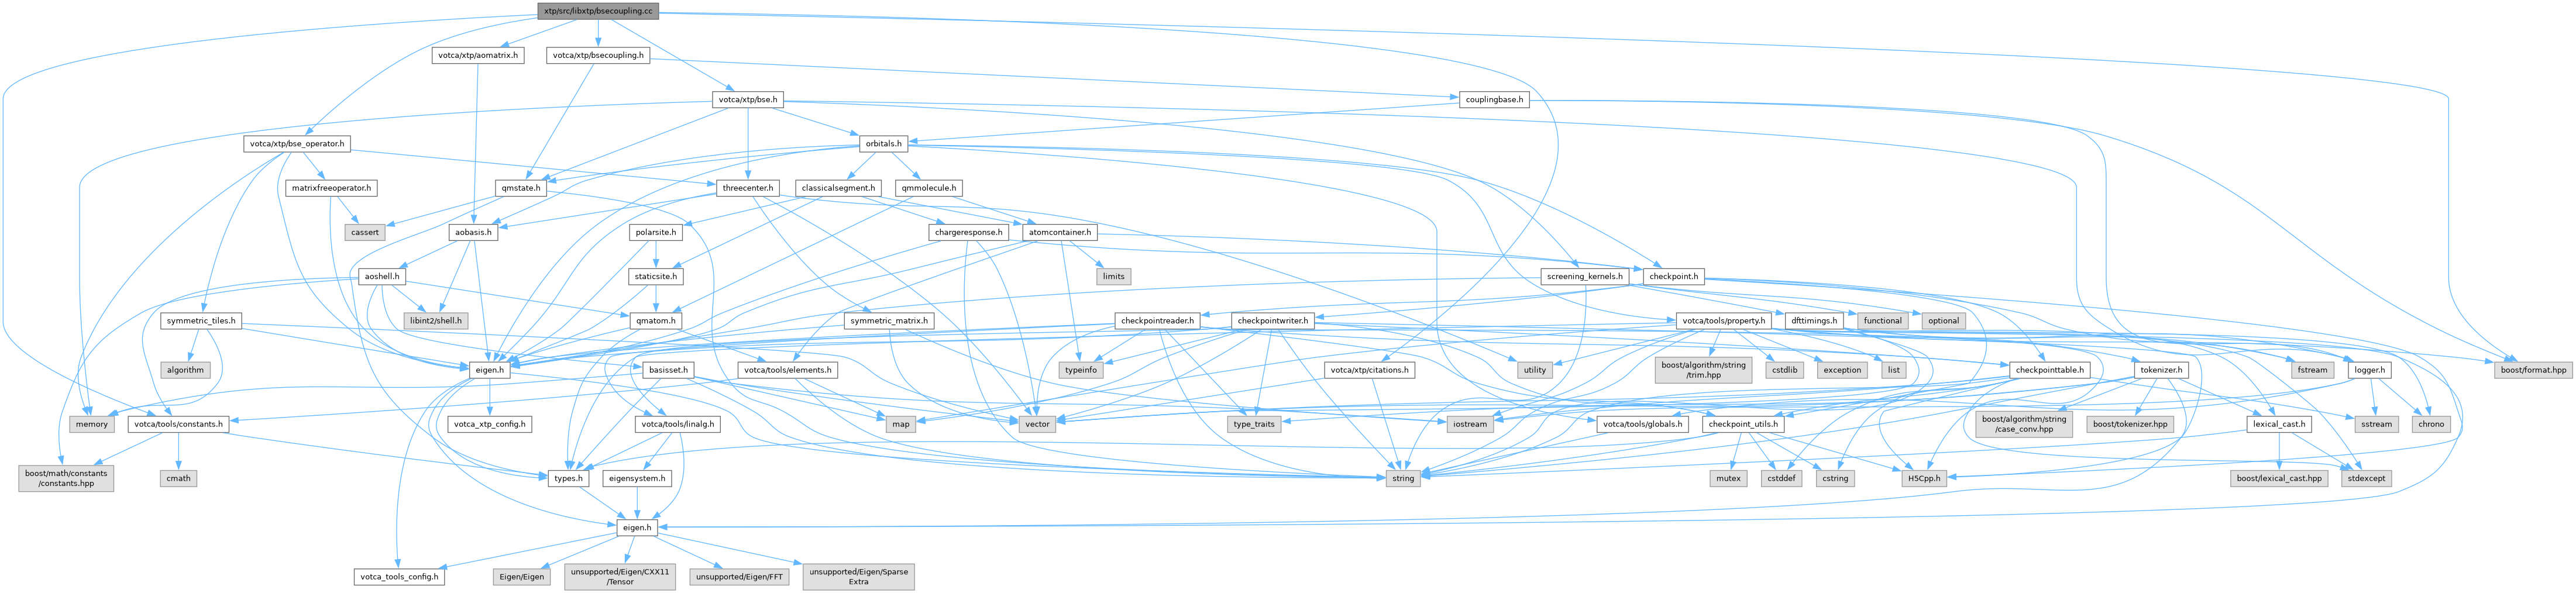 xtp/src/libxtp/bsecoupling.cc
votca/xtp/aomatrix.h
votca/xtp/bsecoupling.h
votca/xtp/bse.h
couplingbase.h
votca/xtp/bse_operator.h
orbitals.h
matrixfreeoperator.h
qmstate.h
threecenter.h
classicalsegment.h
qmmolecule.h
cassert
aobasis.h
polarsite.h
chargeresponse.h
atomcontainer.h
aoshell.h
staticsite.h
limits
screening_kernels.h
checkpoint.h
symmetric_tiles.h
libint2/shell.h
qmatom.h
symmetric_matrix.h
checkpointreader.h
checkpointwriter.h
votca/tools/property.h
dfttimings.h
functional
optional
algorithm
eigen.h
basisset.h
votca/tools/elements.h
typeinfo
votca/xtp/citations.h
utility
boost/algorithm/string
/trim.hpp
cstdlib
exception
list
checkpointtable.h
tokenizer.h
fstream
logger.h
boost/format.hpp
memory
votca/tools/constants.h
votca_xtp_config.h
votca/tools/linalg.h
map
vector
type_traits
iostream
votca/tools/globals.h
checkpoint_utils.h
boost/algorithm/string
/case_conv.hpp
boost/tokenizer.hpp
lexical_cast.h
sstream
chrono
boost/math/constants
/constants.hpp
cmath
types.h
eigensystem.h
string
mutex
cstddef
cstring
H5Cpp.h
boost/lexical_cast.hpp
stdexcept
eigen.h
votca_tools_config.h
Eigen/Eigen
unsupported/Eigen/CXX11
/Tensor
unsupported/Eigen/FFT
unsupported/Eigen/Sparse
Extra